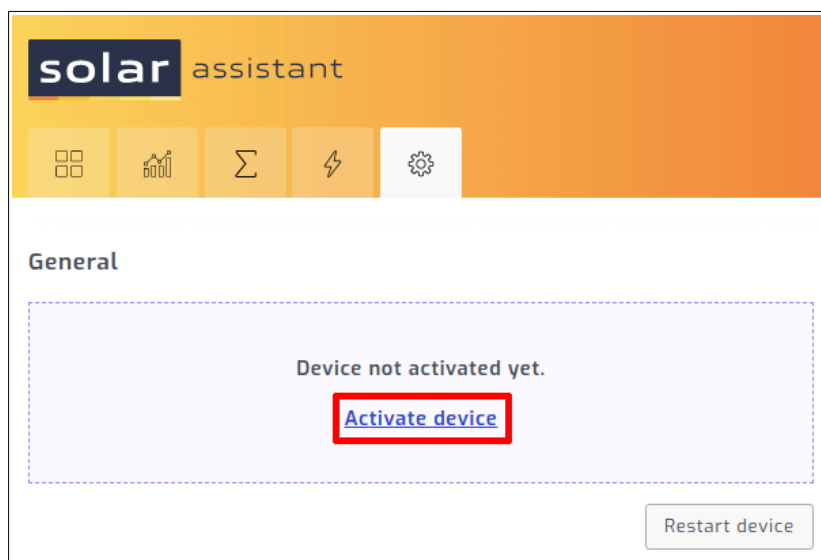 solar assistant
General
Device not activated yet.
Activate device
Restart device